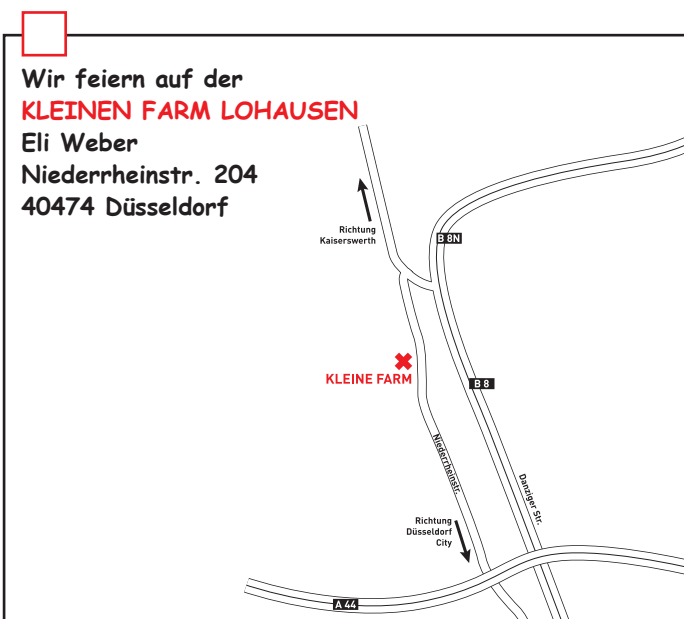 Wir feiern auf der
KLEINEN FARM LOHAUSEN
Eli Weber
Niederrheinstr. 204
40474 Düsseldorf
Richtung
Kaiserswerth
B 8N
KLEINE FARM
B 8
Niederrheinstr.
Danziger Str.
Richtung
Düsseldorf
City
A 44